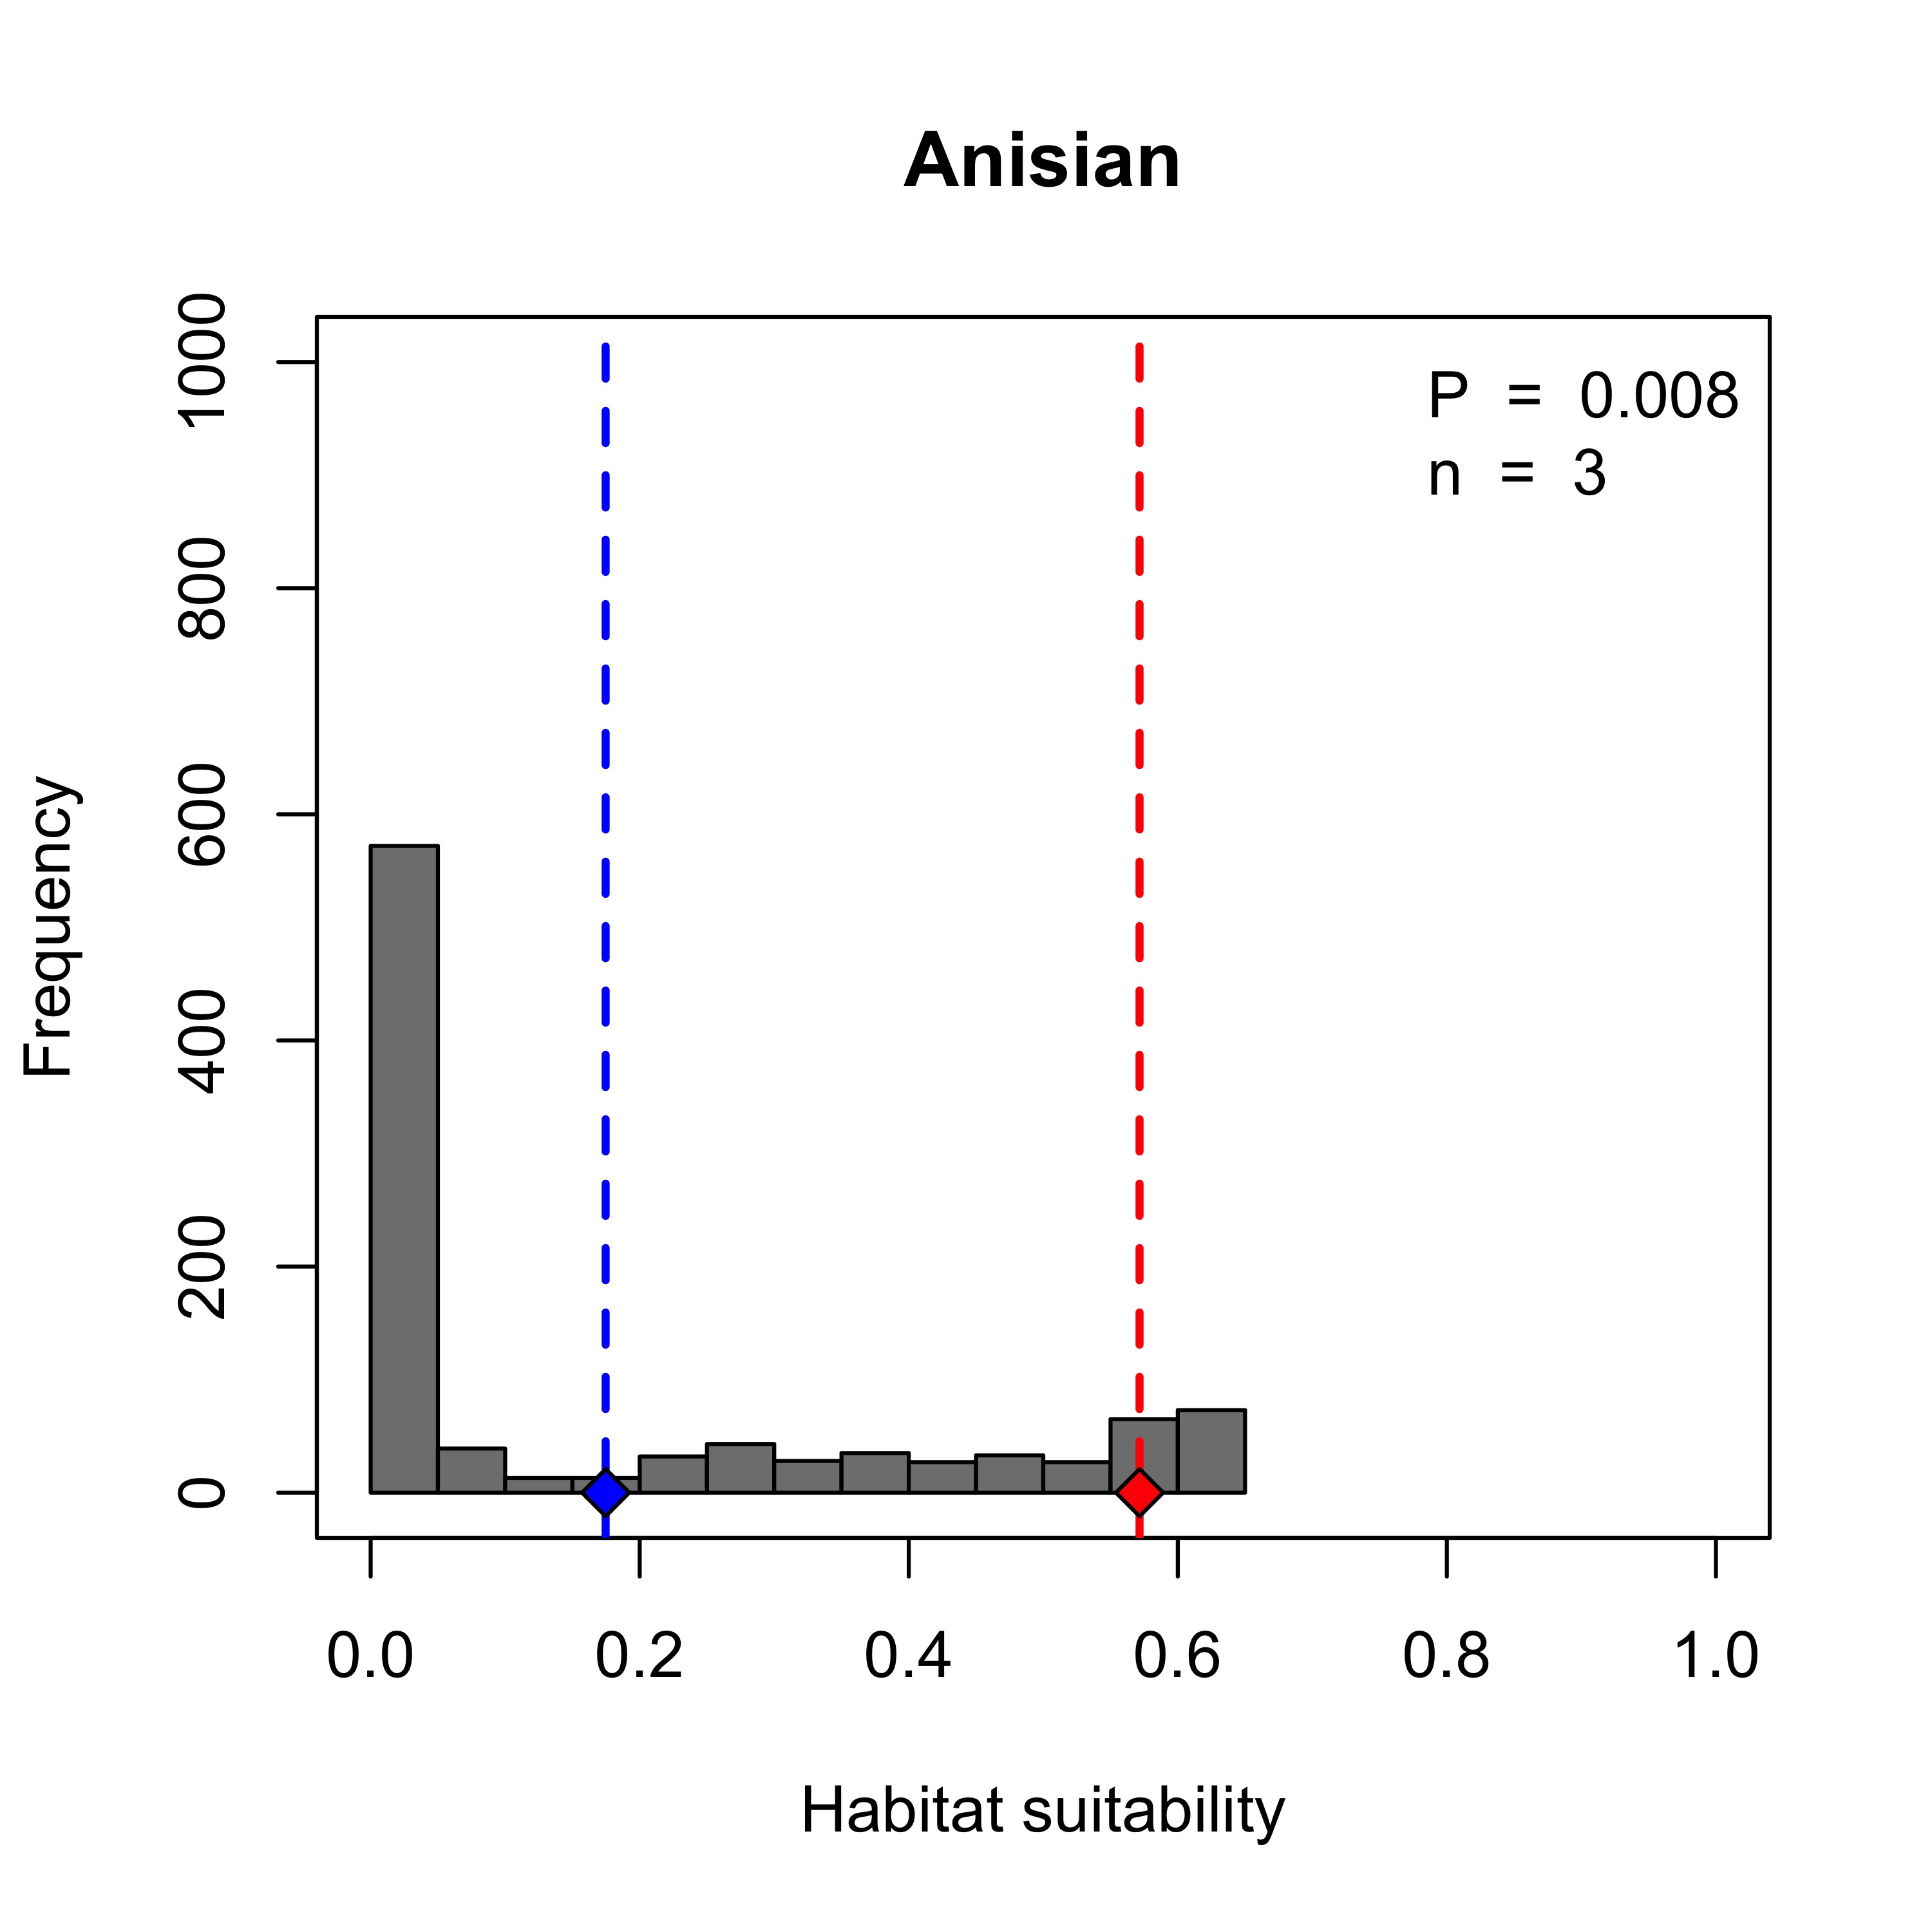 Anisian
P = 0.008
n = 3
Frequency
1000
800
600
400
200
0
0.0 0.2 0.4 0.6 0.8 1.0
Habitat suitability